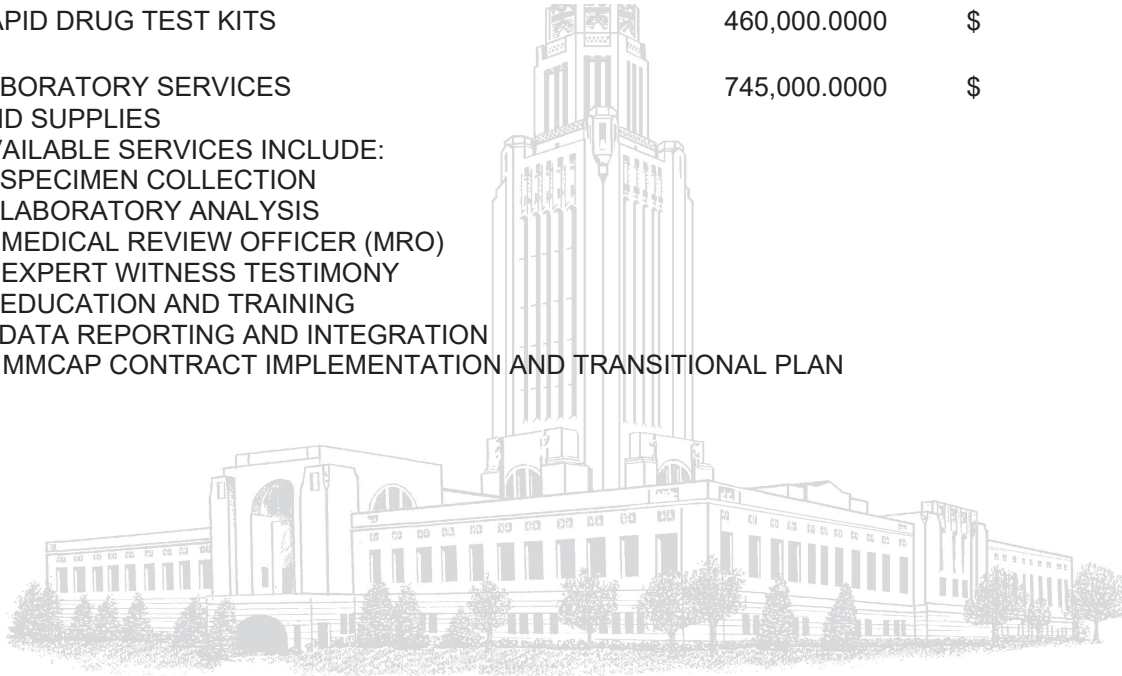 APID DRUG TEST KITS 460,000.0000 $
BORATORY SERVICES 745,000.0000 $
ND SUPPLIES
VAILABLE SERVICES INCLUDE:
SPECIMEN COLLECTION
LABORATORY ANALYSIS
MEDICAL REVIEW OFFICER (MRO)
EXPERT WITNESS TESTIMONY
EDUCATION AND TRAINING
DATA REPORTING AND INTEGRATION
MMCAP CONTRACT IMPLEMENTATION AND TRANSITIONAL PLAN